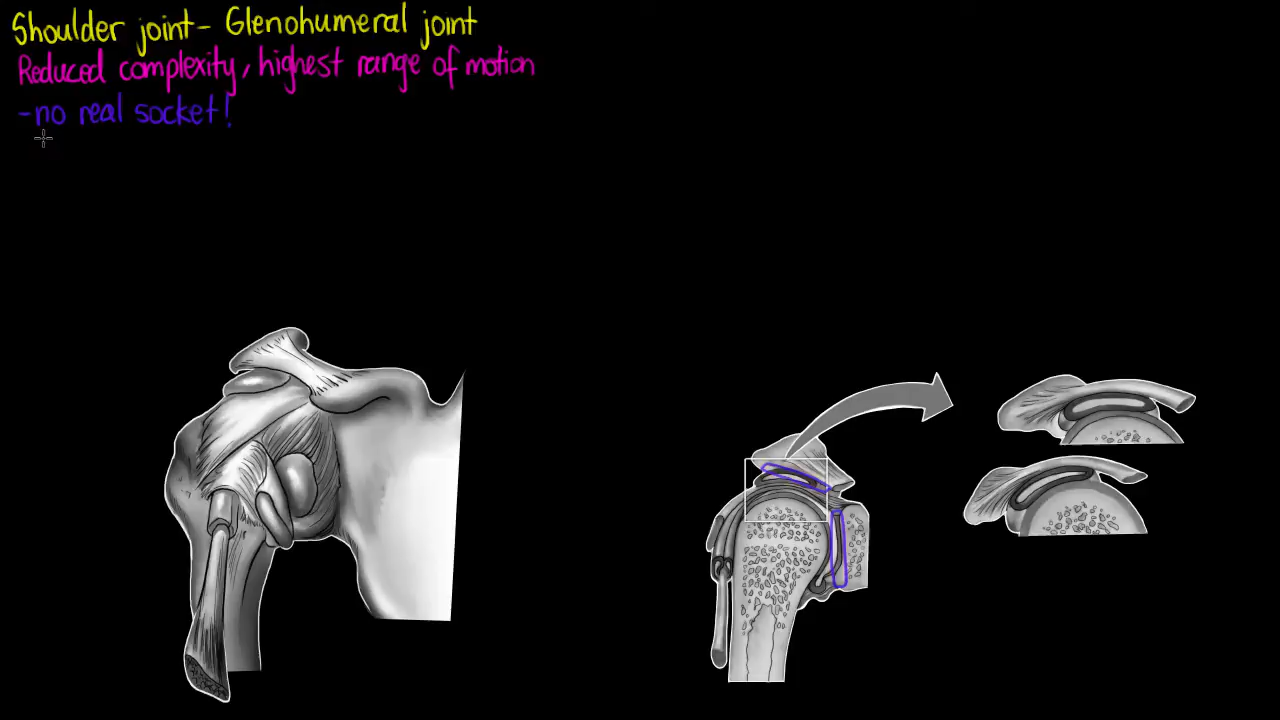 Shoulder joint- Glenohumeral joint
Reduced complexity, highest range of motion
-no real socket!